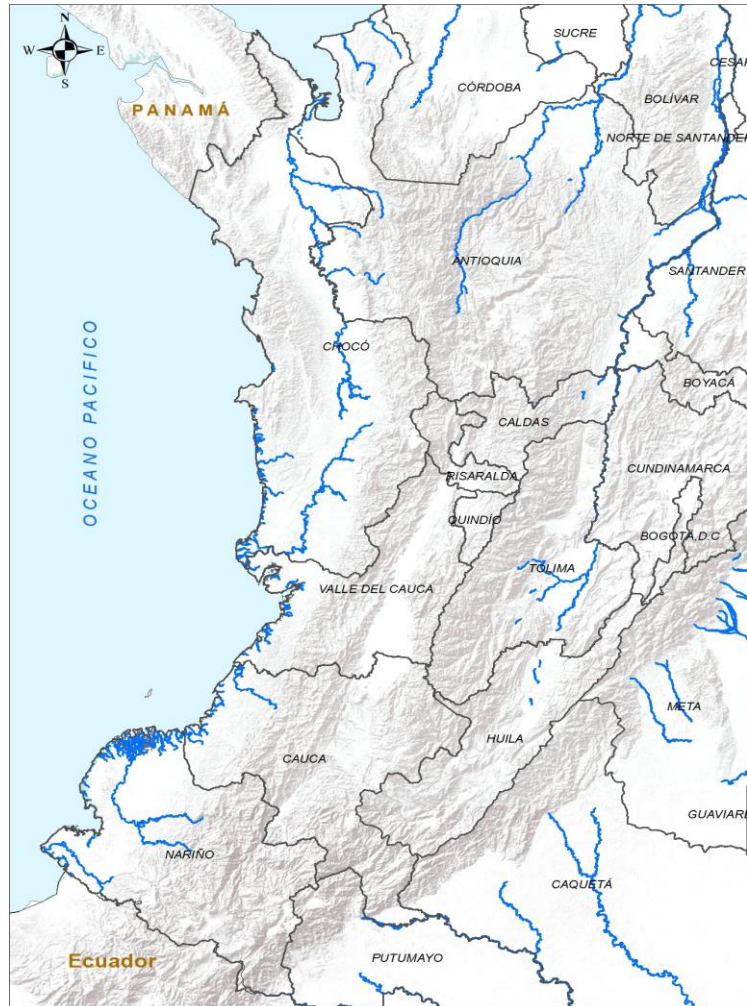 N
W E
S
SUCRE
CESAR
CÓRDOBA
BOLÍVAR
PANAMÁ
NORTE DE SANTANDER
ANTIOQUIA
SANTANDER
OCEANO PACIFICO
CHOCÓ
BOYACÁ
CALDAS
CUNDINAMARCA
RISARALDA
QUINDÍO
BOGOTÁ, D.C
TOLIMA
VALLE DEL CAUCA
META
HUILA
CAUCA
GUAVIARE
NARIÑO
CAQUETÁ
Ecuador
PUTUMAYO